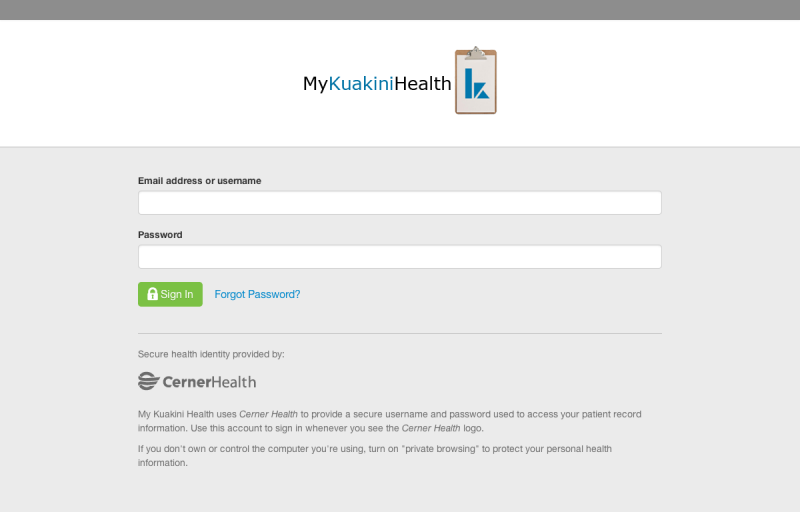 MyKuakiniHealth
Email address or username
Password
Sign In
Forgot Password?
Secure health identity provided by:
CernerHealth
My Kuakini Health uses Cerner Health to provide a secure username and password used to access your patient record
information. Use this account to sign in whenever you see the Cerner Health logo.
If you don't own or control the computer you're using, turn on "private browsing" to protect your personal health
information.